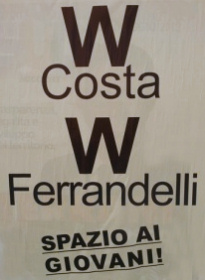 W
Costa
W
Ferrandelli
SPAZIO AI
GIOVANI!